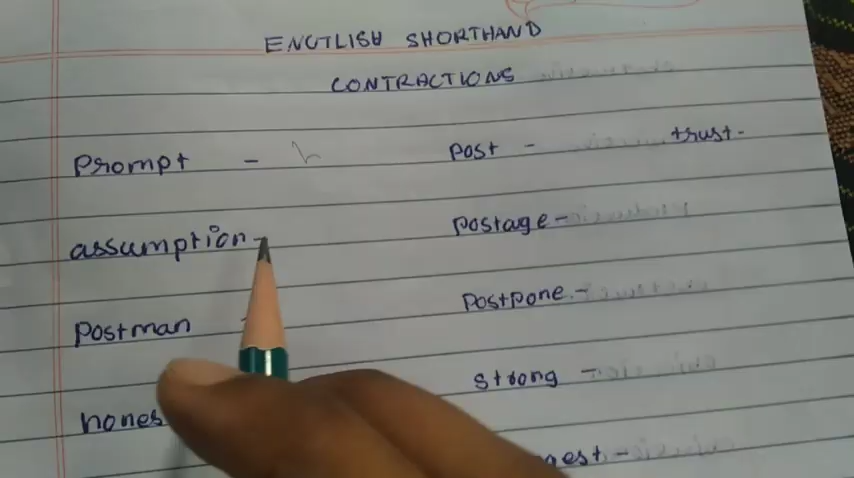 ENGLISH SHORTHAND
CONTRACTIONS
Prompt - Post - trust.
assumption - Postage -
Postman - Postpone. -
strong -